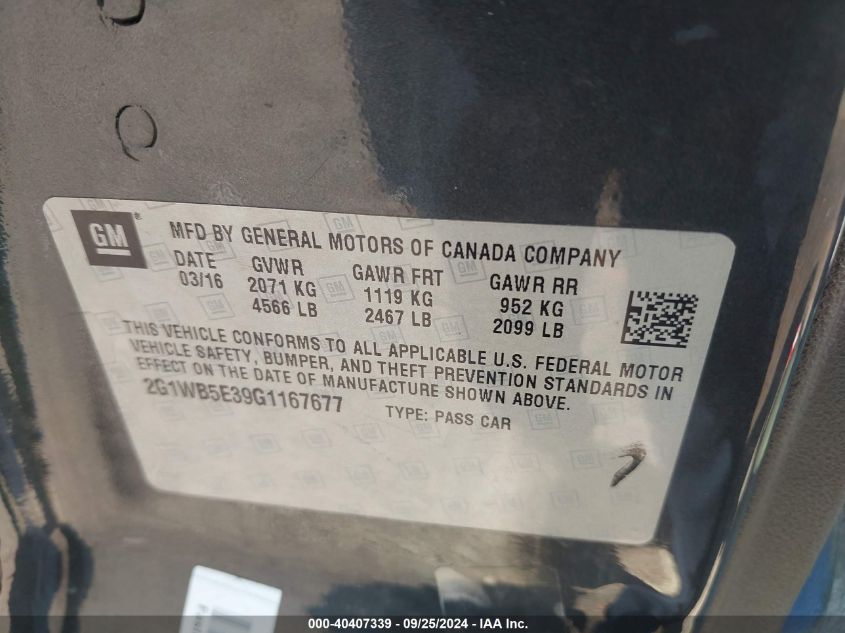 GM ® MFD BY GENERAL MOTORS OF CANADA COMPANY
DATE GVWR GAWR FRT GAWR RR
03/16 2071 KG 1119 KG 952 KG
4566 LB 2467 LB 2099 LB
THIS VEHICLE CONFORMS TO ALL APPLICABLE U.S. FEDERAL MOTOR
VEHICLE SAFETY, BUMPER, AND THEFT PREVENTION STANDARDS IN
EFFECT ON THE DATE OF MANUFACTURE SHOWN ABOVE.
2G1WB5E39G1167677 TYPE: PASS CAR
000-40407339 - 09/25/2024 - IAA Inc.